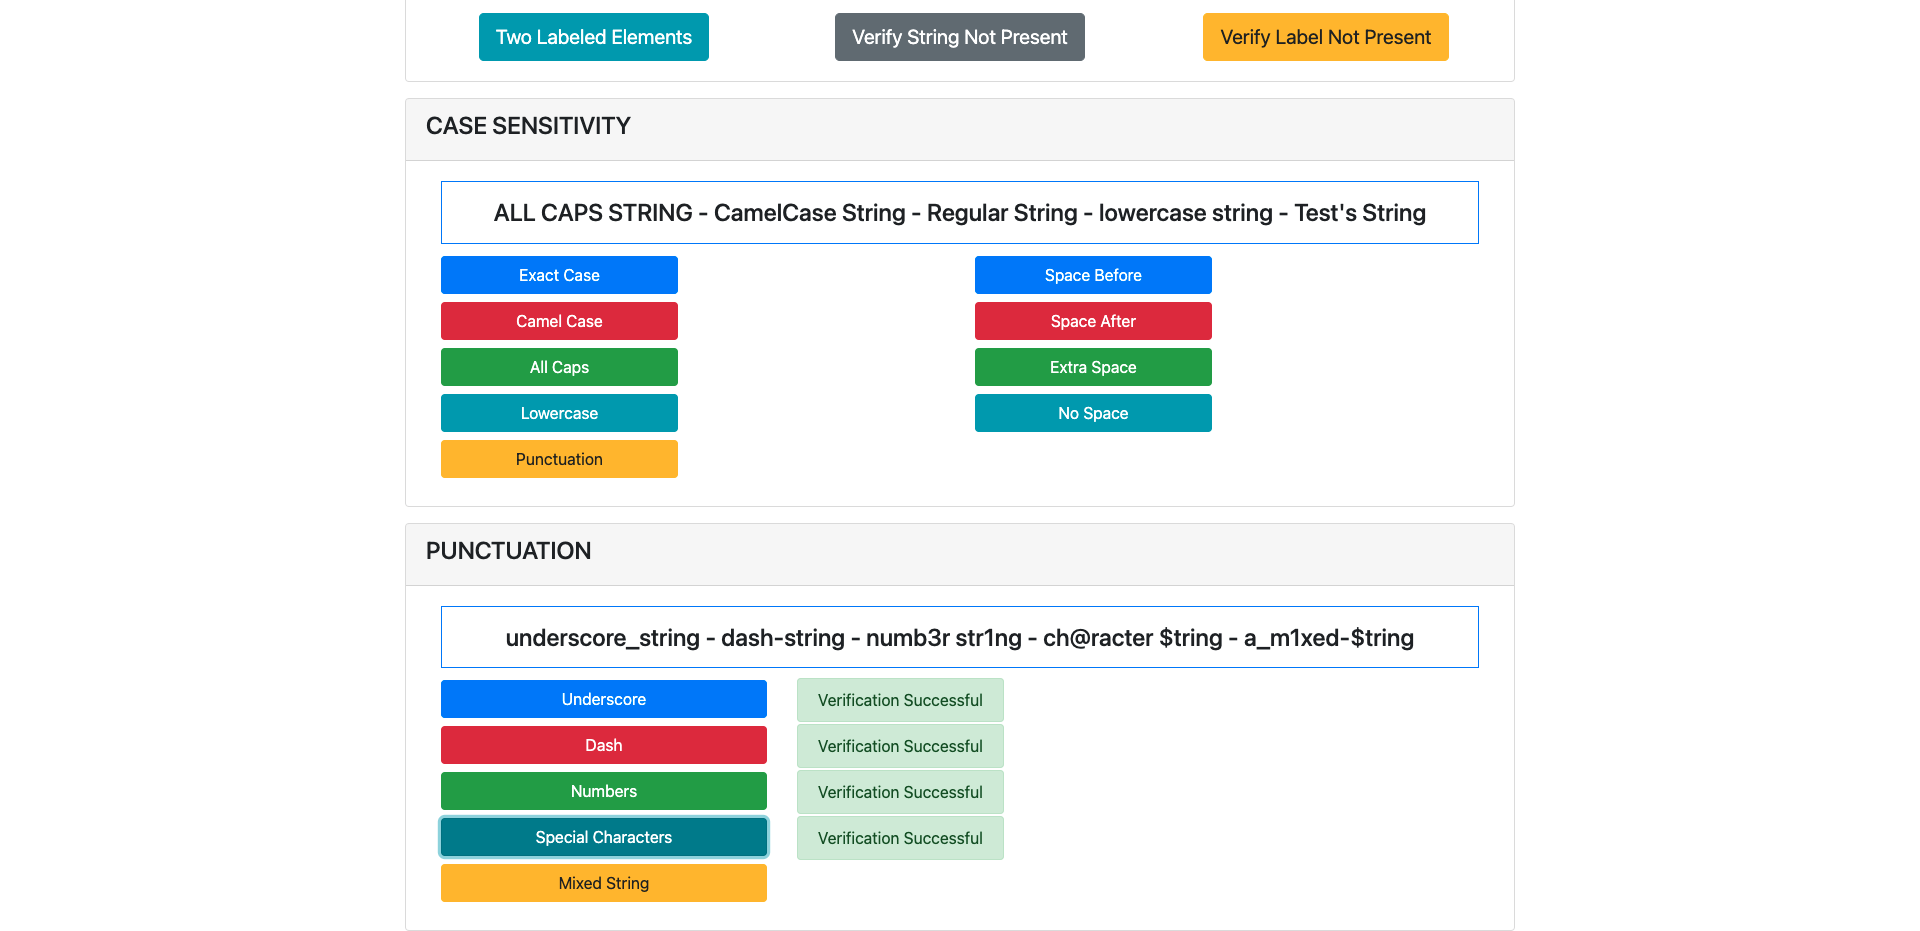 Two Labeled Elements
Verify String Not Present
Verify Label Not Present
CASE SENSITIVITY
ALL CAPS STRING - CamelCase String - Regular String - lowercase string - Test's String
Exact Case
Space Before
Camel Case
Space After
All Caps
Extra Space
Lowercase
No Space
Punctuation
PUNCTUATION
underscore_string - dash-string - numb3r str1ng - ch@racter $tring - a_m1xed-$tring
Underscore
Verification Successful
Dash
Verification Successful
Numbers
Verification Successful
Special Characters
Verification Successful
Mixed String